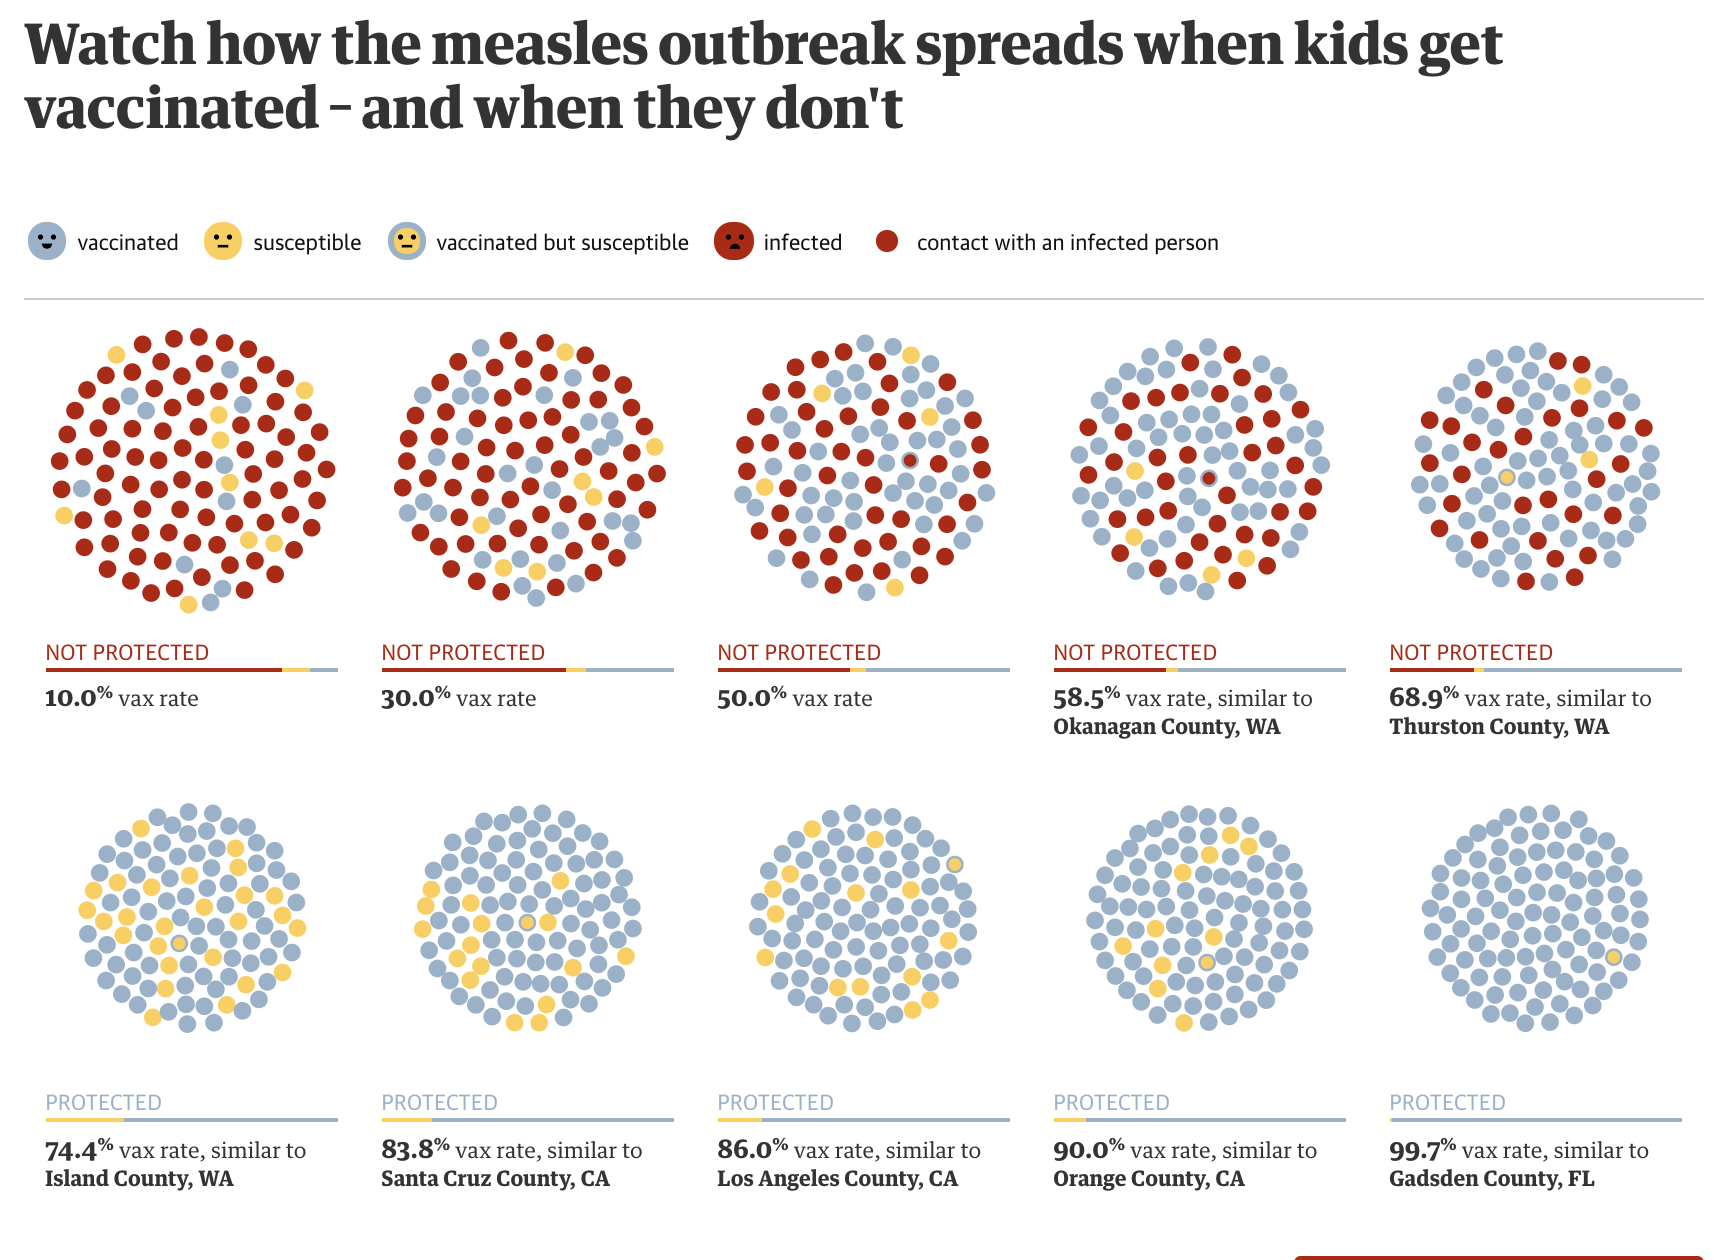 Watch how the measles outbreak spreads when kids get
vaccinated – and when they don't
vaccinated
susceptible
vaccinated but susceptible
infected
contact with an infected person
NOT PROTECTED
10.0% vax rate
NOT PROTECTED
30.0% vax rate
NOT PROTECTED
50.0% vax rate
NOT PROTECTED
58.5% vax rate, similar to
Okanagan County, WA
NOT PROTECTED
68.9% vax rate, similar to
Thurston County, WA
PROTECTED
74.4% vax rate, similar to
Island County, WA
PROTECTED
83.8% vax rate, similar to
Santa Cruz County, CA
PROTECTED
86.0% vax rate, similar to
Los Angeles County, CA
PROTECTED
90.0% vax rate, similar to
Orange County, CA
PROTECTED
99.7% vax rate, similar to
Gadsden County, FL